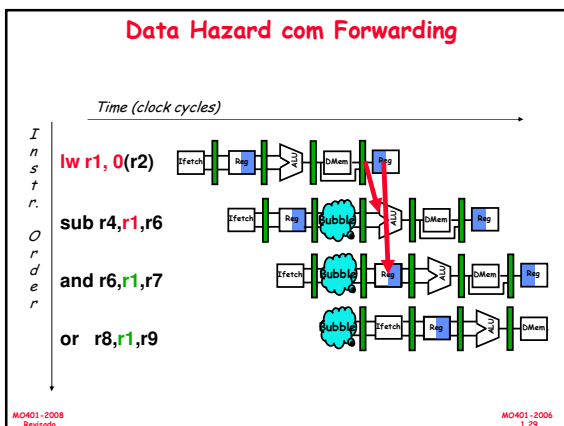 Data Hazard com Forwarding
Time (clock cycles)
Instr. Order
lw r1, 0(r2)
Ifetch Reg ALU DMem Reg
sub r4,r1,r6
Ifetch Reg Bubble ALU DMem Reg
and r6,r1,r7
Ifetch Bubble Reg ALU DMem Reg
or r8,r1,r9
Bubble Ifetch Reg ALU DMem
MO401-2008
Revisado
MO401-2006
1.29